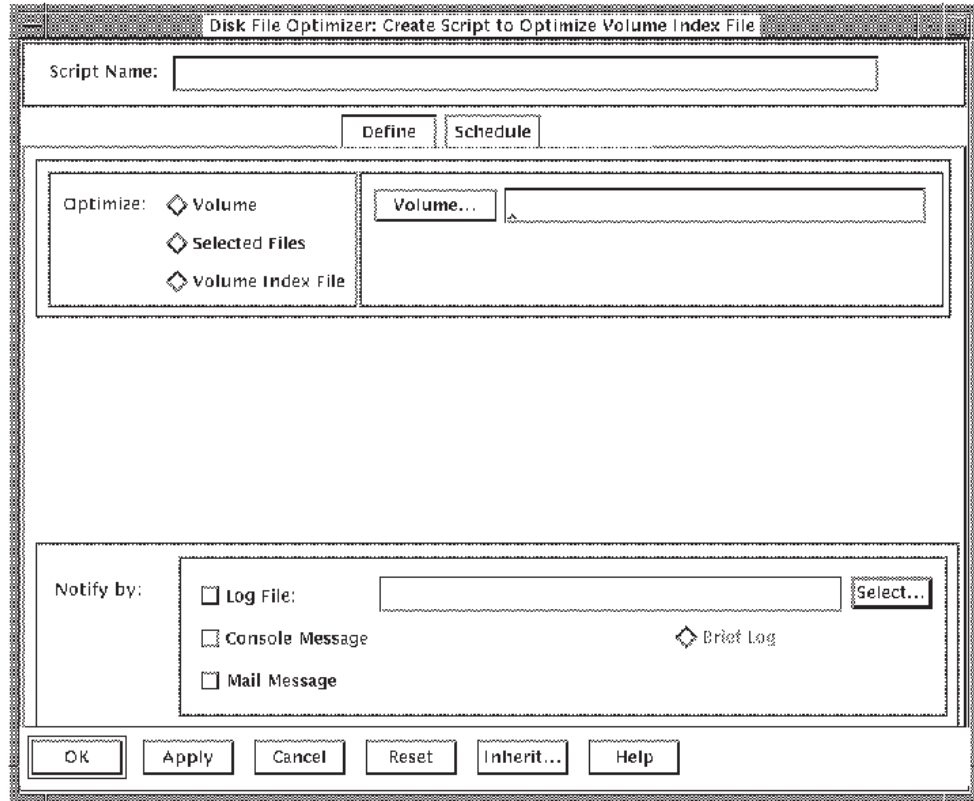 Disk File Optimizer: Create Script to Optimize Volume Index File
Script Name:
Define Schedule
Optimize: Volume Volume...
Selected Files
Volume Index File
Notify by:
Log File: Select...
Console Message Brief Log
Mail Message
OK Apply Cancel Reset Inherit... Help